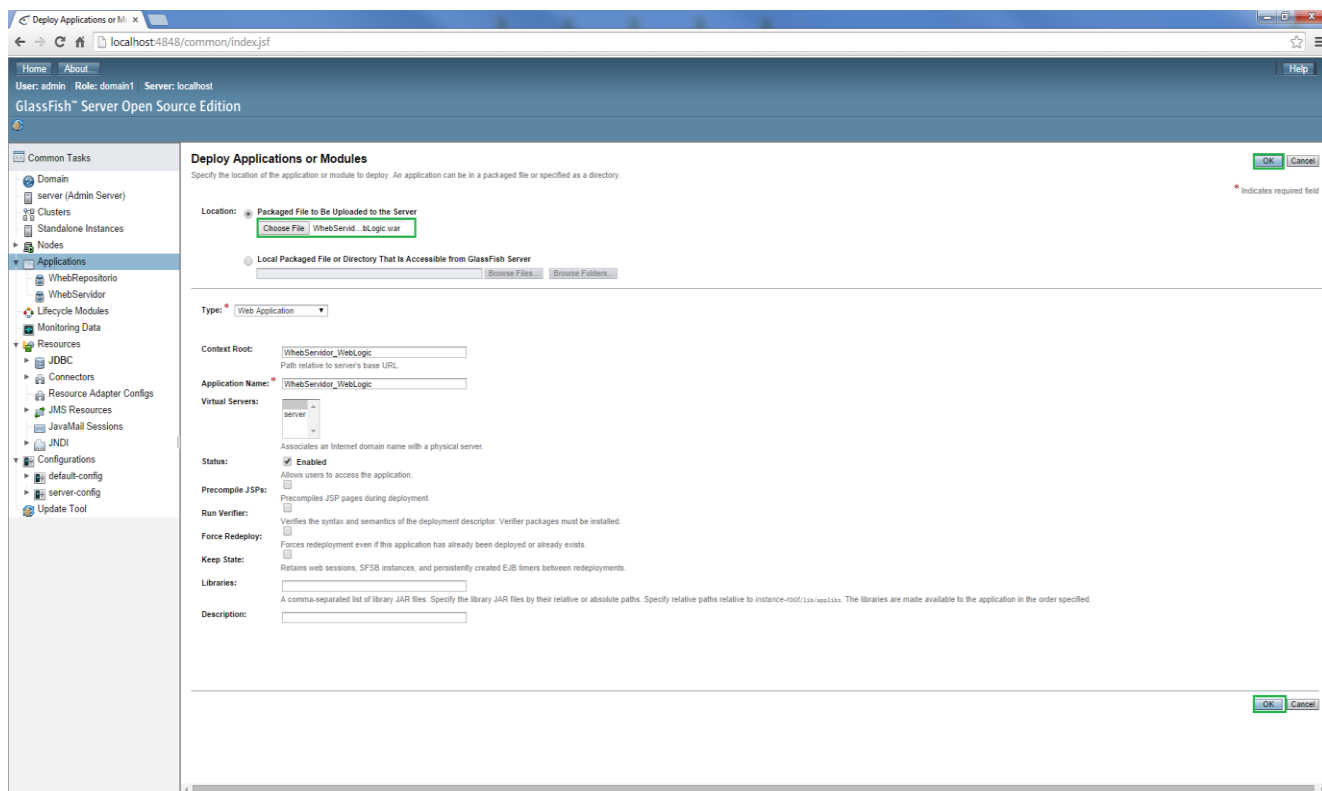 Deploy Applications or M
localhost:4848/common/index.jsf
Home About...
Help
User: admin Role: domain1 Server: localhost
GlassFish™ Server Open Source Edition
Common Tasks
Domain
server (Admin Server)
Clusters
Standalone Instances
Nodes
Applications
WhebRepositorio
WhebServidor
Lifecycle Modules
Monitoring Data
Resources
JDBC
Connectors
Resource Adapter Configs
JMS Resources
JavaMail Sessions
JNDI
Configurations
default-config
server-config
Update Tool
Deploy Applications or Modules
OK Cancel
Specify the location of the application or module to deploy. An application can be in a packaged file or specified as a directory.
* Indicates required field
Location: Packaged File to Be Uploaded to the Server
Choose File WhebServid...bLogic.war
Local Packaged File or Directory That Is Accessible from GlassFish Server
Browse Files... Browse Folders...
Type: * Web Application
Context Root: WhebServidor_WebLogic
Path relative to server's base URL.
Application Name: * WhebServidor_WebLogic
Virtual Servers:
server
Associates an Internet domain name with a physical server.
Status: Enabled
Allows users to access the application.
Precompile JSPs:
Precompiles JSP pages during deployment.
Run Verifier:
Verifies the syntax and semantics of the deployment descriptor. Verifier packages must be installed.
Force Redeploy:
Forces redeployment even if this application has already been deployed or already exists.
Keep State:
Retains web sessions, SFSB instances, and persistently created EJB timers between redeployments.
Libraries:
A comma-separated list of library JAR files. Specify the library JAR files by their relative or absolute paths. Specify relative paths relative to instance-root/lib/applibs. The libraries are made available to the application in the order specified.
Description:
OK Cancel